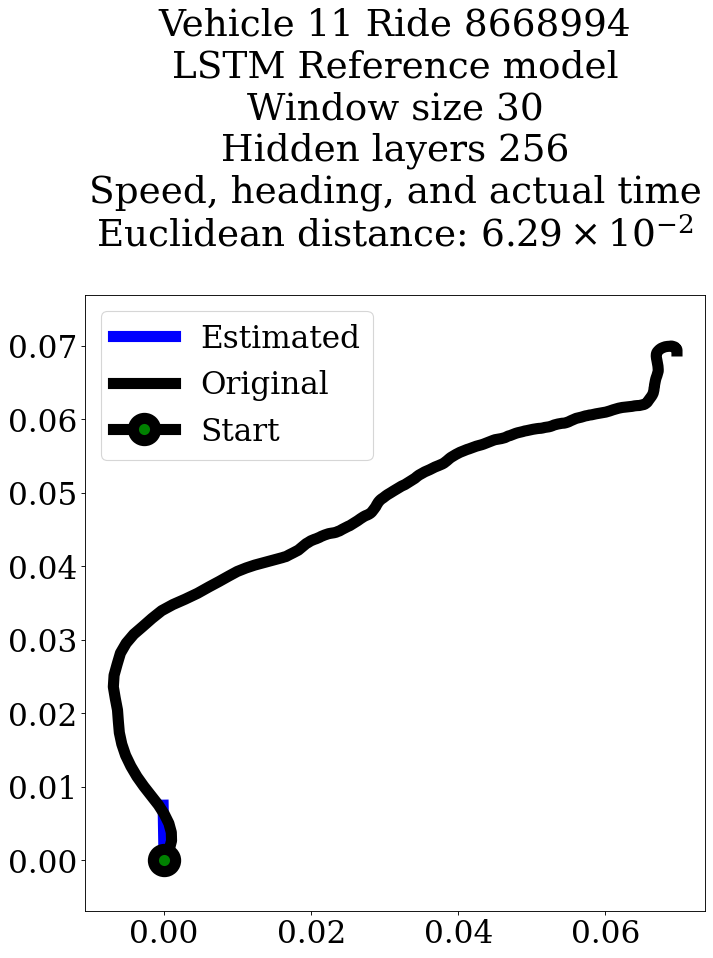 Vehicle 11 Ride 8668994
LSTM Reference model
Window size 30
Hidden layers 256
Speed, heading, and actual time
Euclidean distance: 6.29 × 10⁻²
Estimated
Original
Start
0.07
0.06
0.05
0.04
0.03
0.02
0.01
0.00
0.00 0.02 0.04 0.06